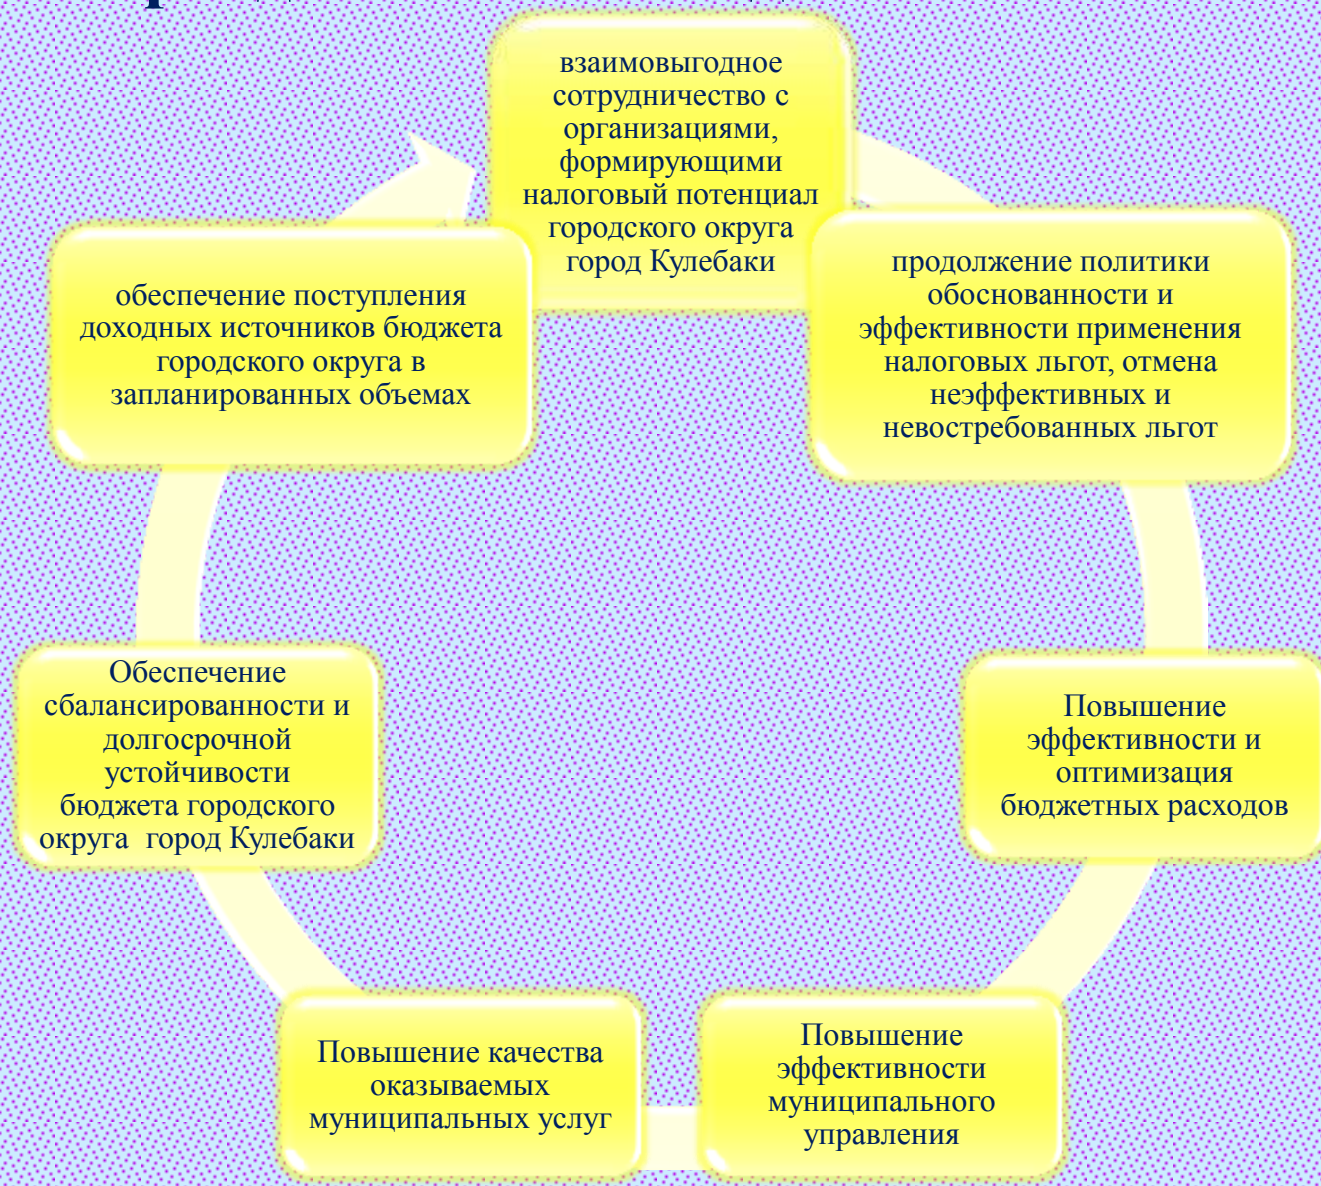 взаимовыгодное
сотрудничество с
организациями,
формирующими
налоговый потенциал
городского округа
город Кулебаки
продолжение политики
обоснованности и
эффективности применения
налоговых льгот, отмена
неэффективных и
невостребованных льгот
Повышение
эффективности и
оптимизация
бюджетных расходов
Повышение
эффективности
муниципального
управления
Повышение качества
оказываемых
муниципальных услуг
Обеспечение
сбалансированности и
долгосрочной
устойчивости
бюджета городского
округа  город Кулебаки
обеспечение поступления
доходных источников бюджета
городского округа в
запланированных объемах